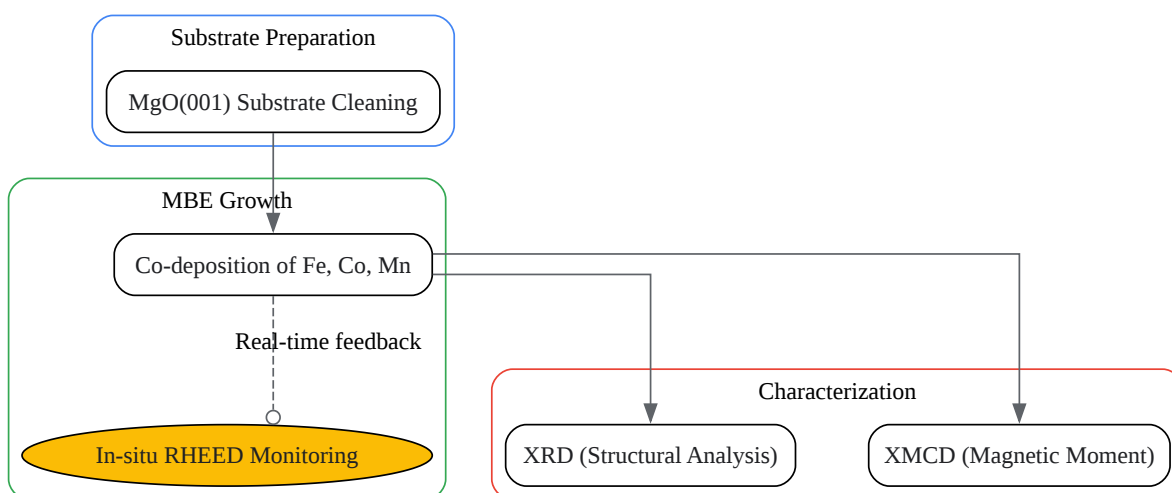 Substrate Preparation
MgO(001) Substrate Cleaning
MBE Growth
Co-deposition of Fe, Co, Mn
Real-time feedback
In-situ RHEED Monitoring
Characterization
XRD (Structural Analysis)
XMCD (Magnetic Moment)